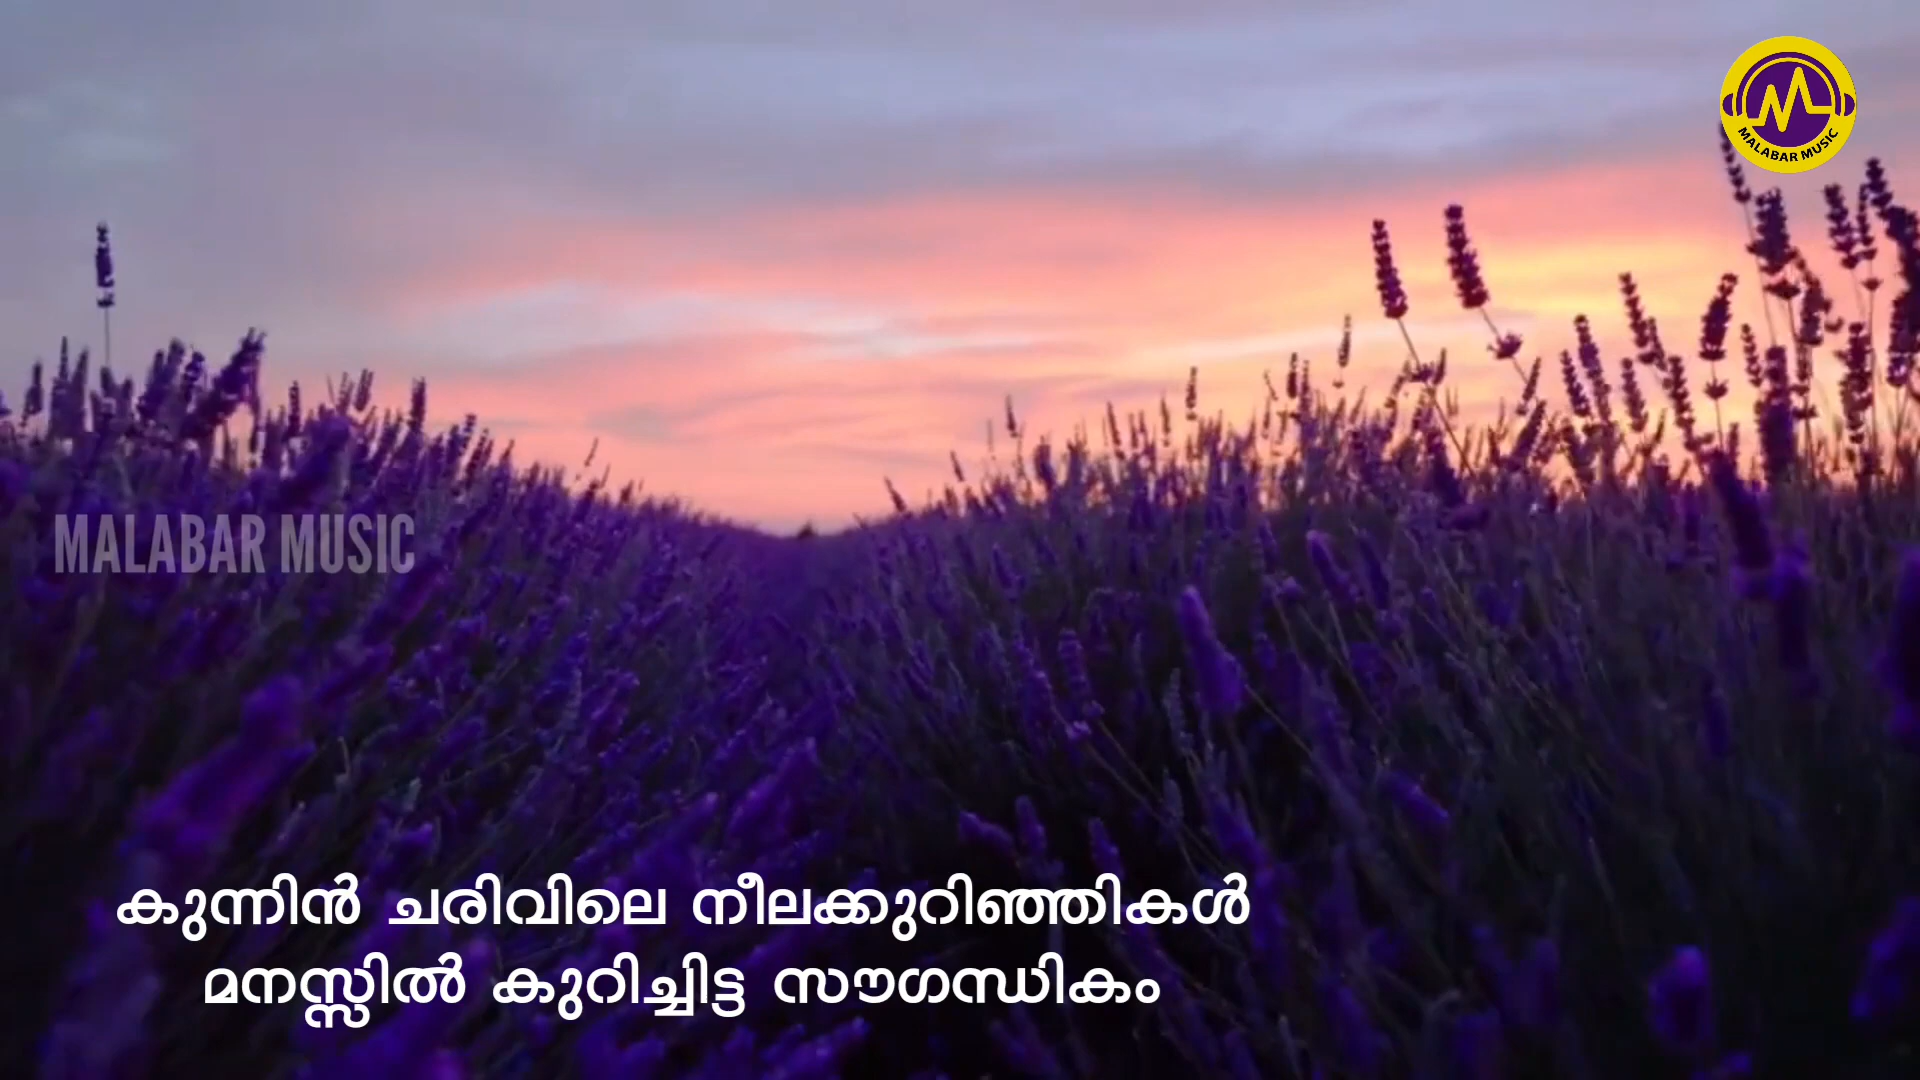 MALABAR MUSIC
MALABAR MUSIC
കുന്നിൻ ചരിവിലെ നീലക്കുറിഞ്ഞികൾ
മനസ്സിൽ കുറിച്ചിട്ട സൗഗന്ധികം